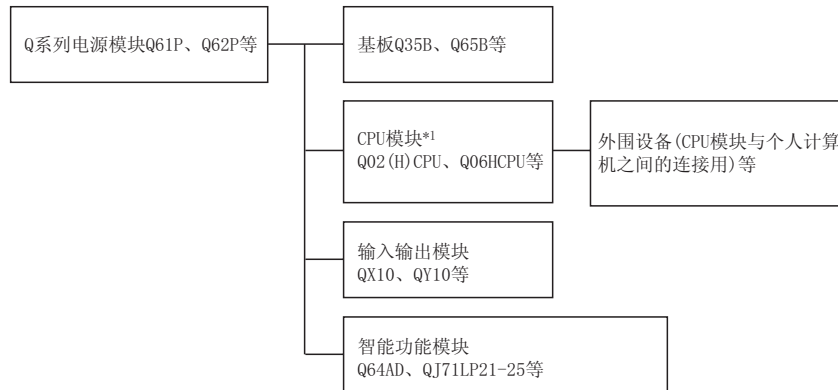 Q系列电源模块Q61P、Q62P等
基板Q35B、Q65B等
CPU模块*1
Q02(H)CPU、Q06HCPU等
外围设备(CPU模块与个人计算
机之间的连接用)等
输入输出模块
QX10、QY10等
智能功能模块
Q64AD、QJ71LP21-25等